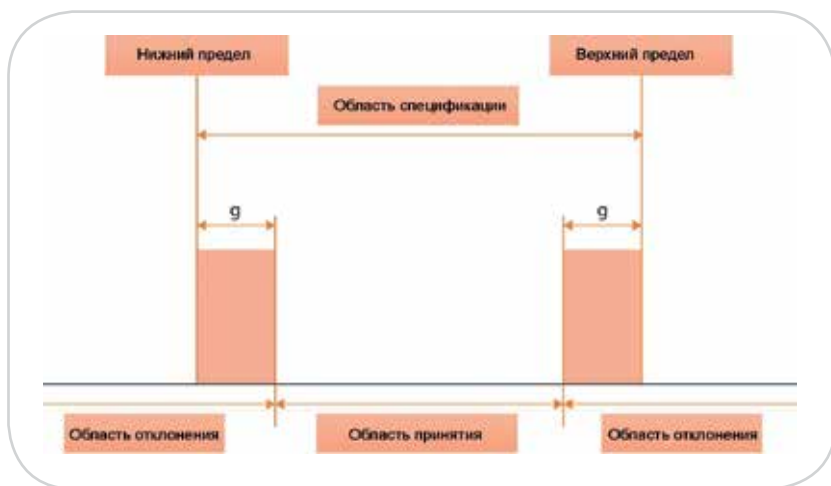 Нижний предел
Верхний предел
Область спецификации
g
g
Область отклонения
Область принятия
Область отклонения